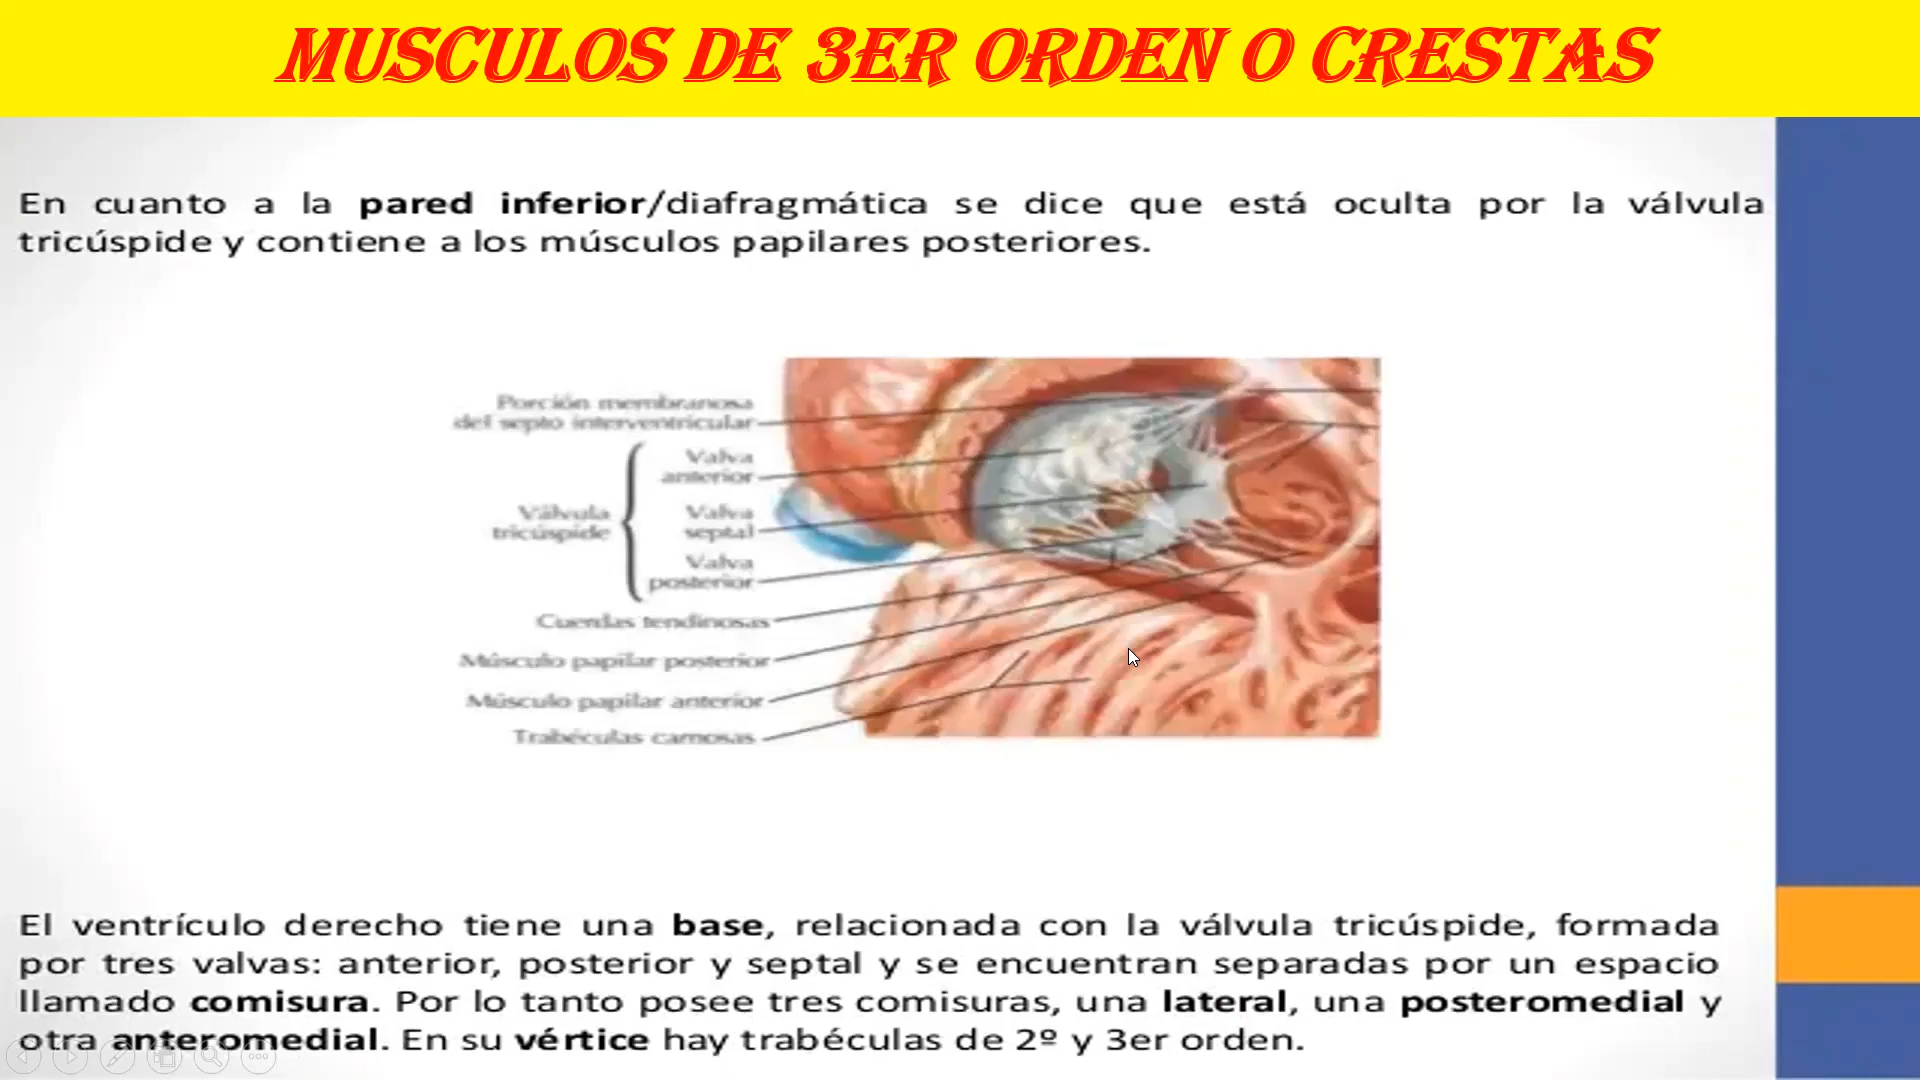 MUSCULOS DE 3ER ORDEN O CRESTAS
En cuanto a la pared inferior/diafragmática se dice que está oculta por la válvula
tricúspide y contiene a los músculos papilares posteriores.
Porción membranosa
del septo interventricular
Válvula
tricúspide
Valva
anterior
Valva
septal
Valva
posterior
Cuerdas tendinosas
Músculo papilar posterior
Músculo papilar anterior
Trabéculas carnosas
El ventrículo derecho tiene una base, relacionada con la válvula tricúspide, formada
por tres valvas: anterior, posterior y septal y se encuentran separadas por un espacio
llamado comisura. Por lo tanto posee tres comisuras, una lateral, una posteromedial y
otra anteromedial. En su vértice hay trabéculas de 2º y 3er orden.